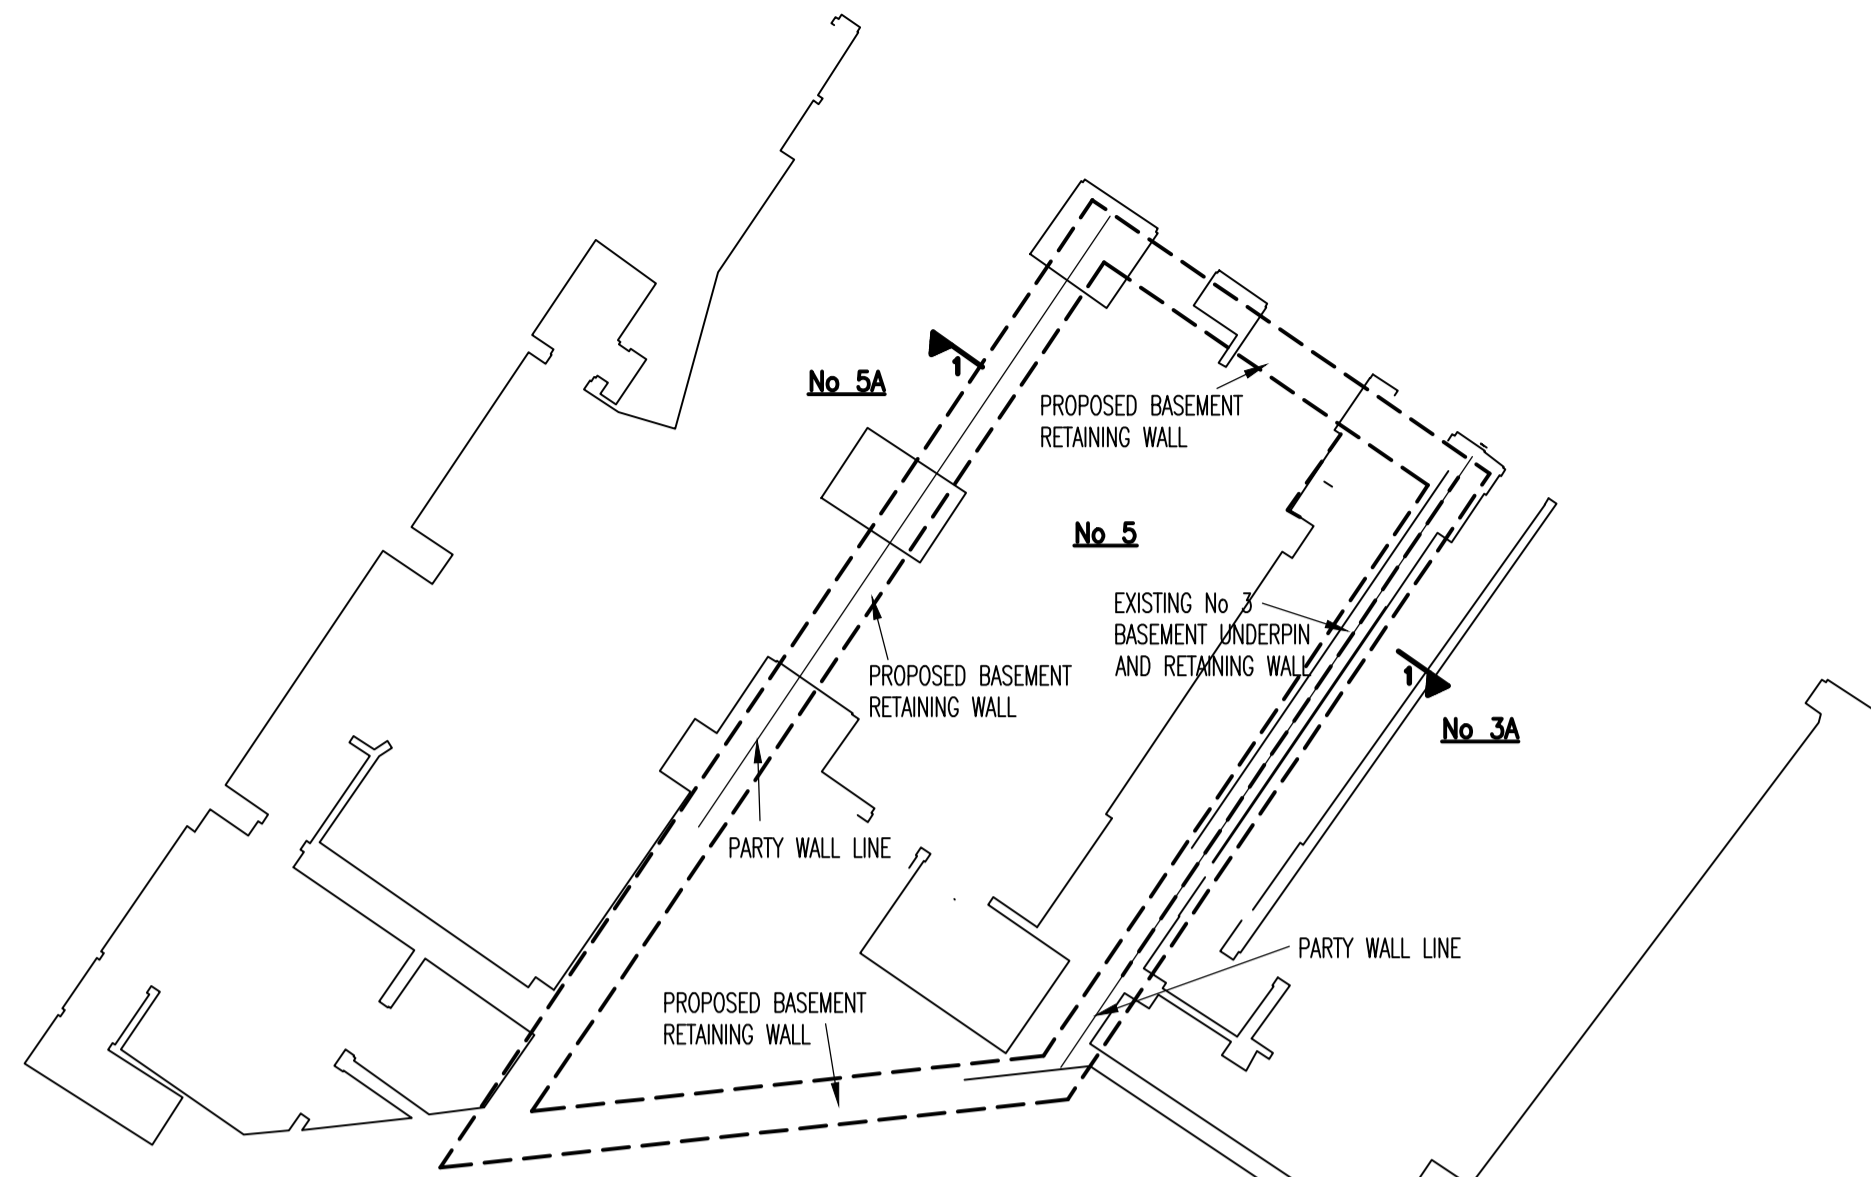 No 5A
1
PROPOSED BASEMENT
RETAINING WALL
No 5
EXISTING No 3
BASEMENT UNDERPIN
AND RETAINING WALL
1
PROPOSED BASEMENT
RETAINING WALL
No 3A
PARTY WALL LINE
PARTY WALL LINE
PROPOSED BASEMENT
RETAINING WALL